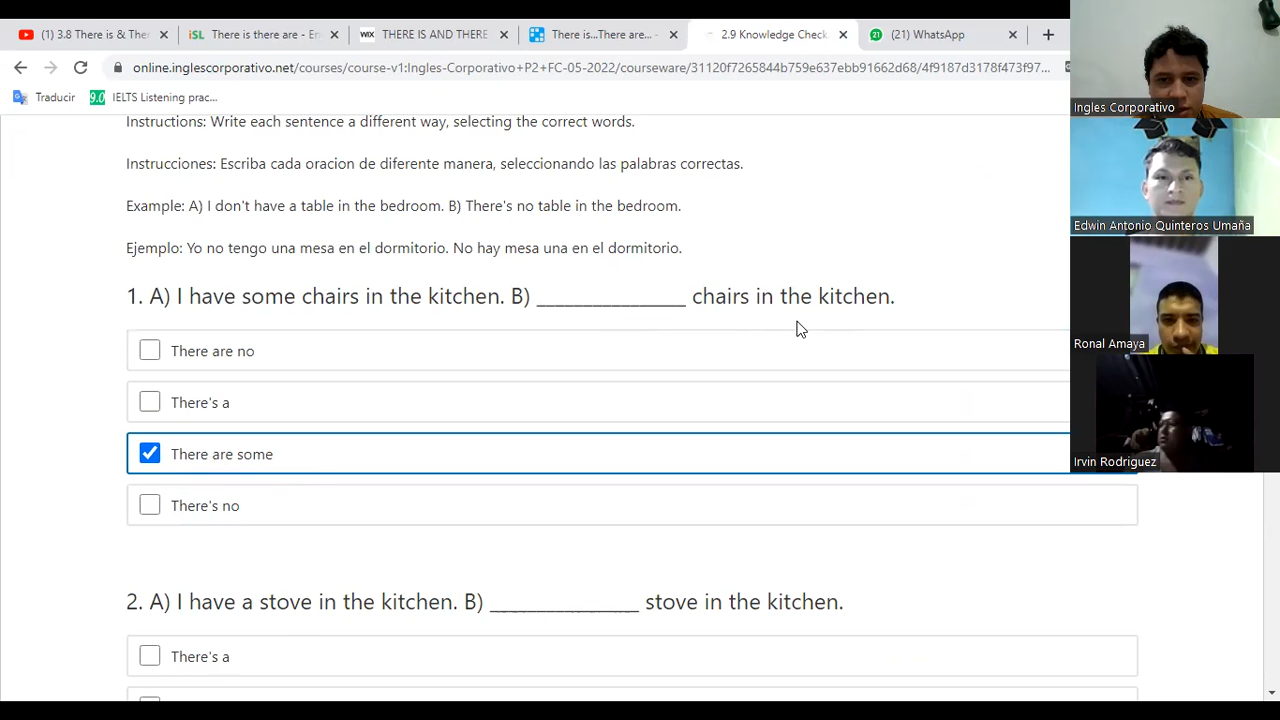 (1) 3.8 There is & The
There is there are - En
THERE IS AND THERE
There is...There are... -
2.9 Knowledge Check
(21) WhatsApp
online.inglescorporativo.net/courses/course-v1:Ingles-Corporativo+P2+FC-05-2022/courseware/31120f7265844b759e637ebb91662d68/4f9187d3178f473f97...
Traducir
9.0 IELTS Listening prac...
Instructions: Write each sentence a different way, selecting the correct words.
Instrucciones: Escriba cada oracion de diferente manera, seleccionando las palabras correctas.
Example: A) I don't have a table in the bedroom. B) There's no table in the bedroom.
Ejemplo: Yo no tengo una mesa en el dormitorio. No hay mesa una en el dormitorio.
1. A) I have some chairs in the kitchen. B) ________________ chairs in the kitchen.
There are no
There's a
There are some
There's no
2. A) I have a stove in the kitchen. B) ________________ stove in the kitchen.
There's a
Ingles Corporativo
Edwin Antonio Quinteros Umaña
Ronal Amaya
Irvin Rodriguez